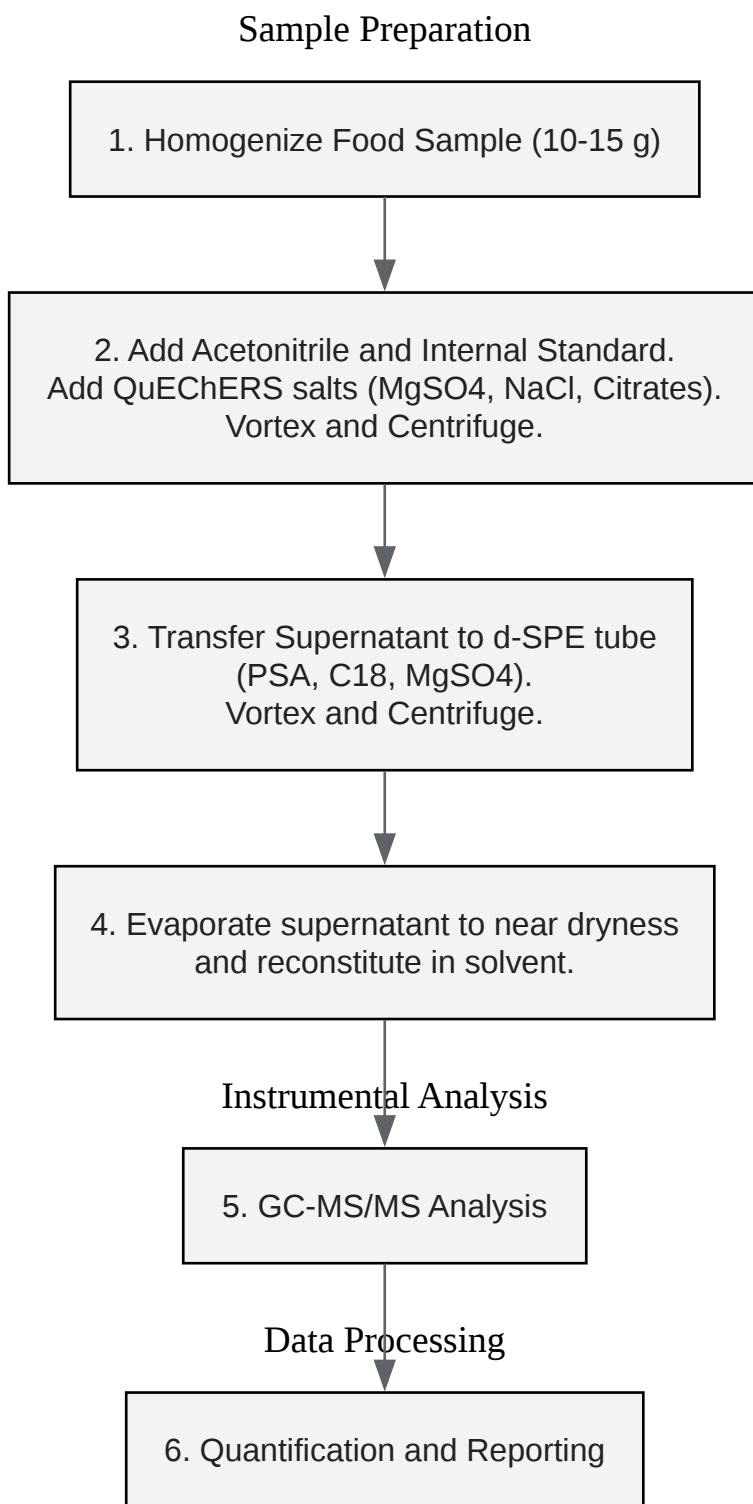 Sample Preparation
1. Homogenize Food Sample (10-15 g)
2. Add Acetonitrile and Internal Standard.
Add QuEChERS salts (MgSO4, NaCl, Citrates).
Vortex and Centrifuge.
3. Transfer Supernatant to d-SPE tube
(PSA, C18, MgSO4).
Vortex and Centrifuge.
4. Evaporate supernatant to near dryness
and reconstitute in solvent.
Instrumental Analysis
5. GC-MS/MS Analysis
Data Processing
6. Quantification and Reporting